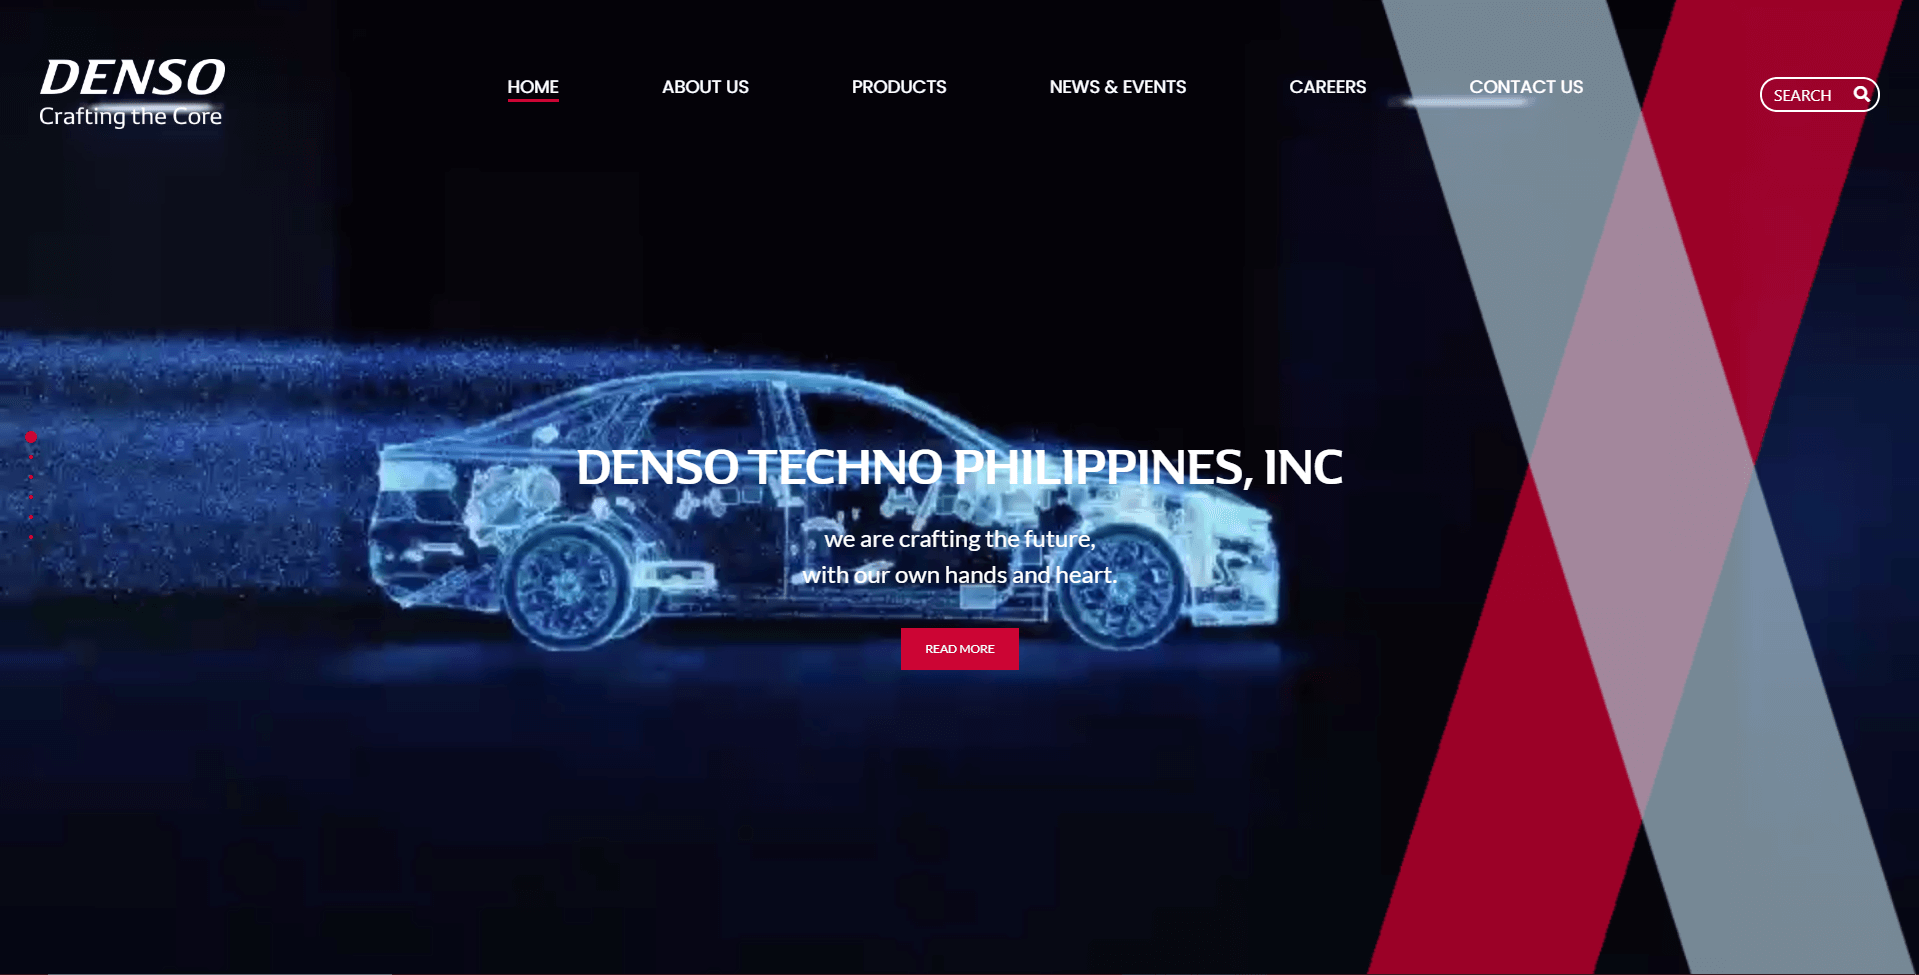 DENSO
Crafting the Core
HOME
ABOUT US
PRODUCTS
NEWS & EVENTS
CAREERS
CONTACT US
SEARCH
DENSO TECHNO PHILIPPINES, INC
we are crafting the future,
with our own hands and heart.
READ MORE